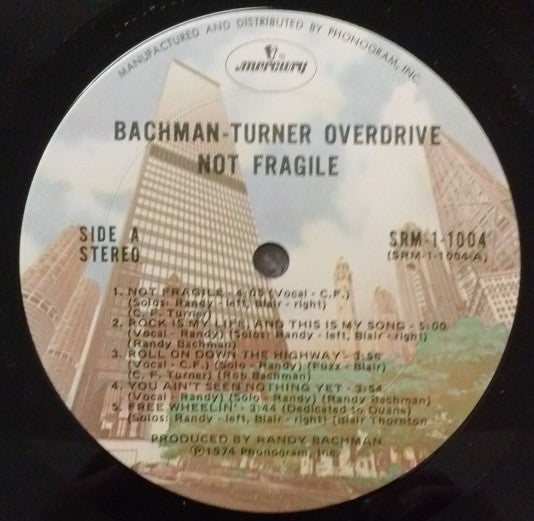 MANUFACTURED AND DISTRIBUTED BY PHONOGRAM, INC.
mercury
BACHMAN-TURNER OVERDRIVE
NOT FRAGILE
SIDE A
STEREO
SRM-1-1004
(SRM-1-1004-A)
1. NOT FRAGILE - 4:05 (Vocal - C.F.)
(Solos: Randy - left, Blair - right)
(C. F. Turner)
2. ROCK IS MY LIFE, AND THIS IS MY SONG - 5:00
(Vocal - Randy) (Solos: Randy - left, Blair - right)
(Randy Bachman)
3. ROLL ON DOWN THE HIGHWAY - 3:56
(Vocal - C.F.) (Solo - Randy) (Fuzz - Blair)
(C. F. Turner) (Rob Bachman)
4. YOU AIN'T SEEN NOTHING YET - 3:54
(Vocal - Randy) (Solo - Randy) (Randy Bachman)
5. FREE WHEELIN' - 3:44 (Dedicated to Duane)
(Solos: Randy - left, Blair - right) (Blair Thornton
PRODUCED BY RANDY BACHMAN
Ⓟ1974 Phonogram, Inc.